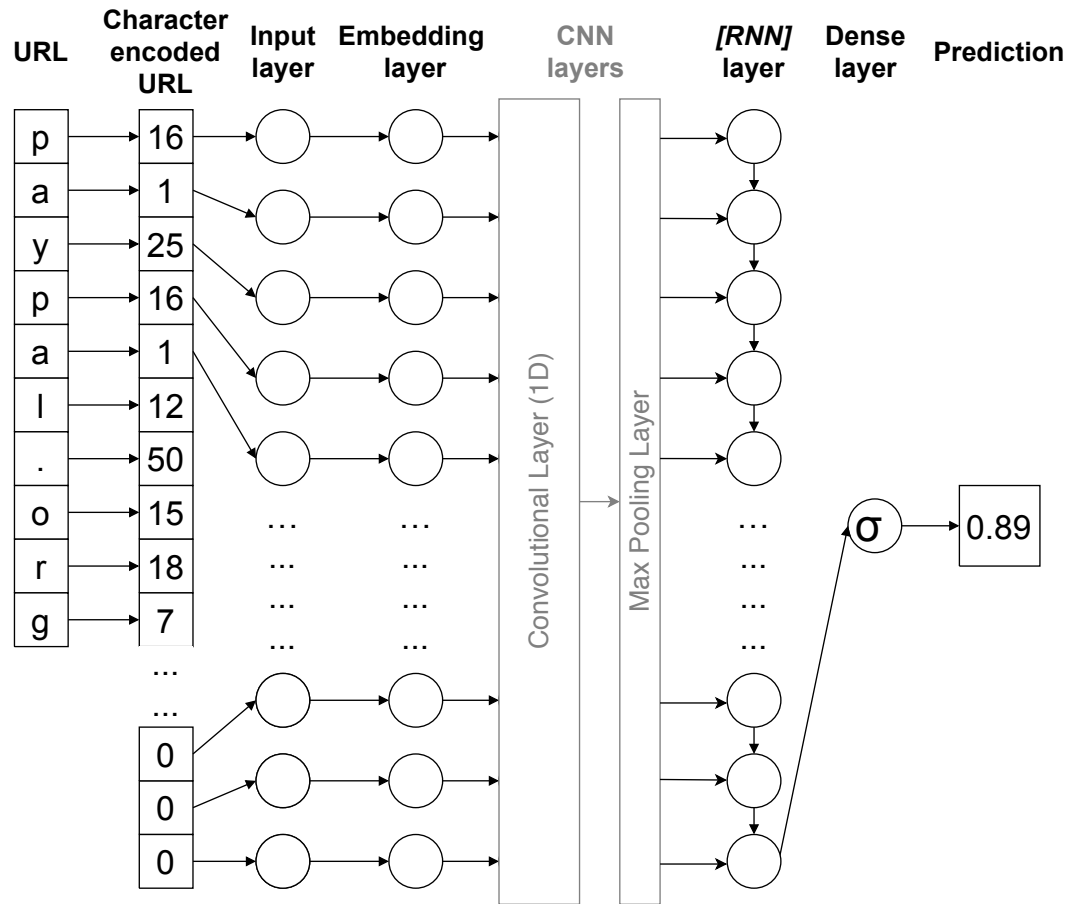 URL
Character
encoded
URL
Input
layer
Embedding
layer
CNN
layers
[RNN]
layer
Dense
layer
Prediction
p
16
a
1
y
25
p
16
a
1
l
12
.
50
o
15
r
18
g
7
...
...
0
0
0
...
...
...
...
...
...
...
...
Convolutional Layer (1D)
Max Pooling Layer
...
...
...
...
σ
0.89